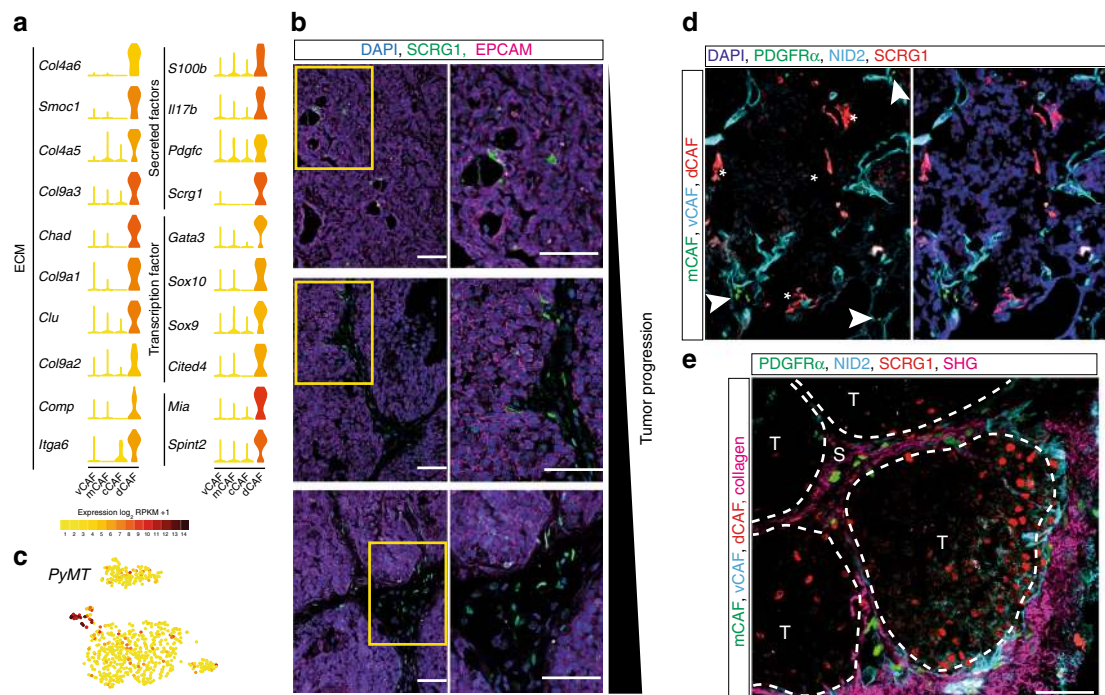 a
ECM
Col4a6
Smoc1
Col4a5
Col9a3
Chad
Col9a1
Clu
Col9a2
Comp
Itga6
vCAF
mCAF
cCAF
dCAF
Secreted factors
S100b
Il17b
Pdgfc
Scrg1
Transcription factor
Gata3
Sox10
Sox9
Cited4
Mia
Spint2
vCAF
mCAF
cCAF
dCAF
Expression log2 RPKM +1
1 2 3 4 5 6 7 8 9 10 11 12 13 14
b
DAPI, SCRG1, EPCAM
Tumor progression
c
PyMT
d
DAPI, PDGFRα, NID2, SCRG1
mCAF, vCAF, dCAF
*
*
*
*
e
PDGFRα, NID2, SCRG1, SHG
mCAF, vCAF, dCAF, collagen
T
T
S
T
T